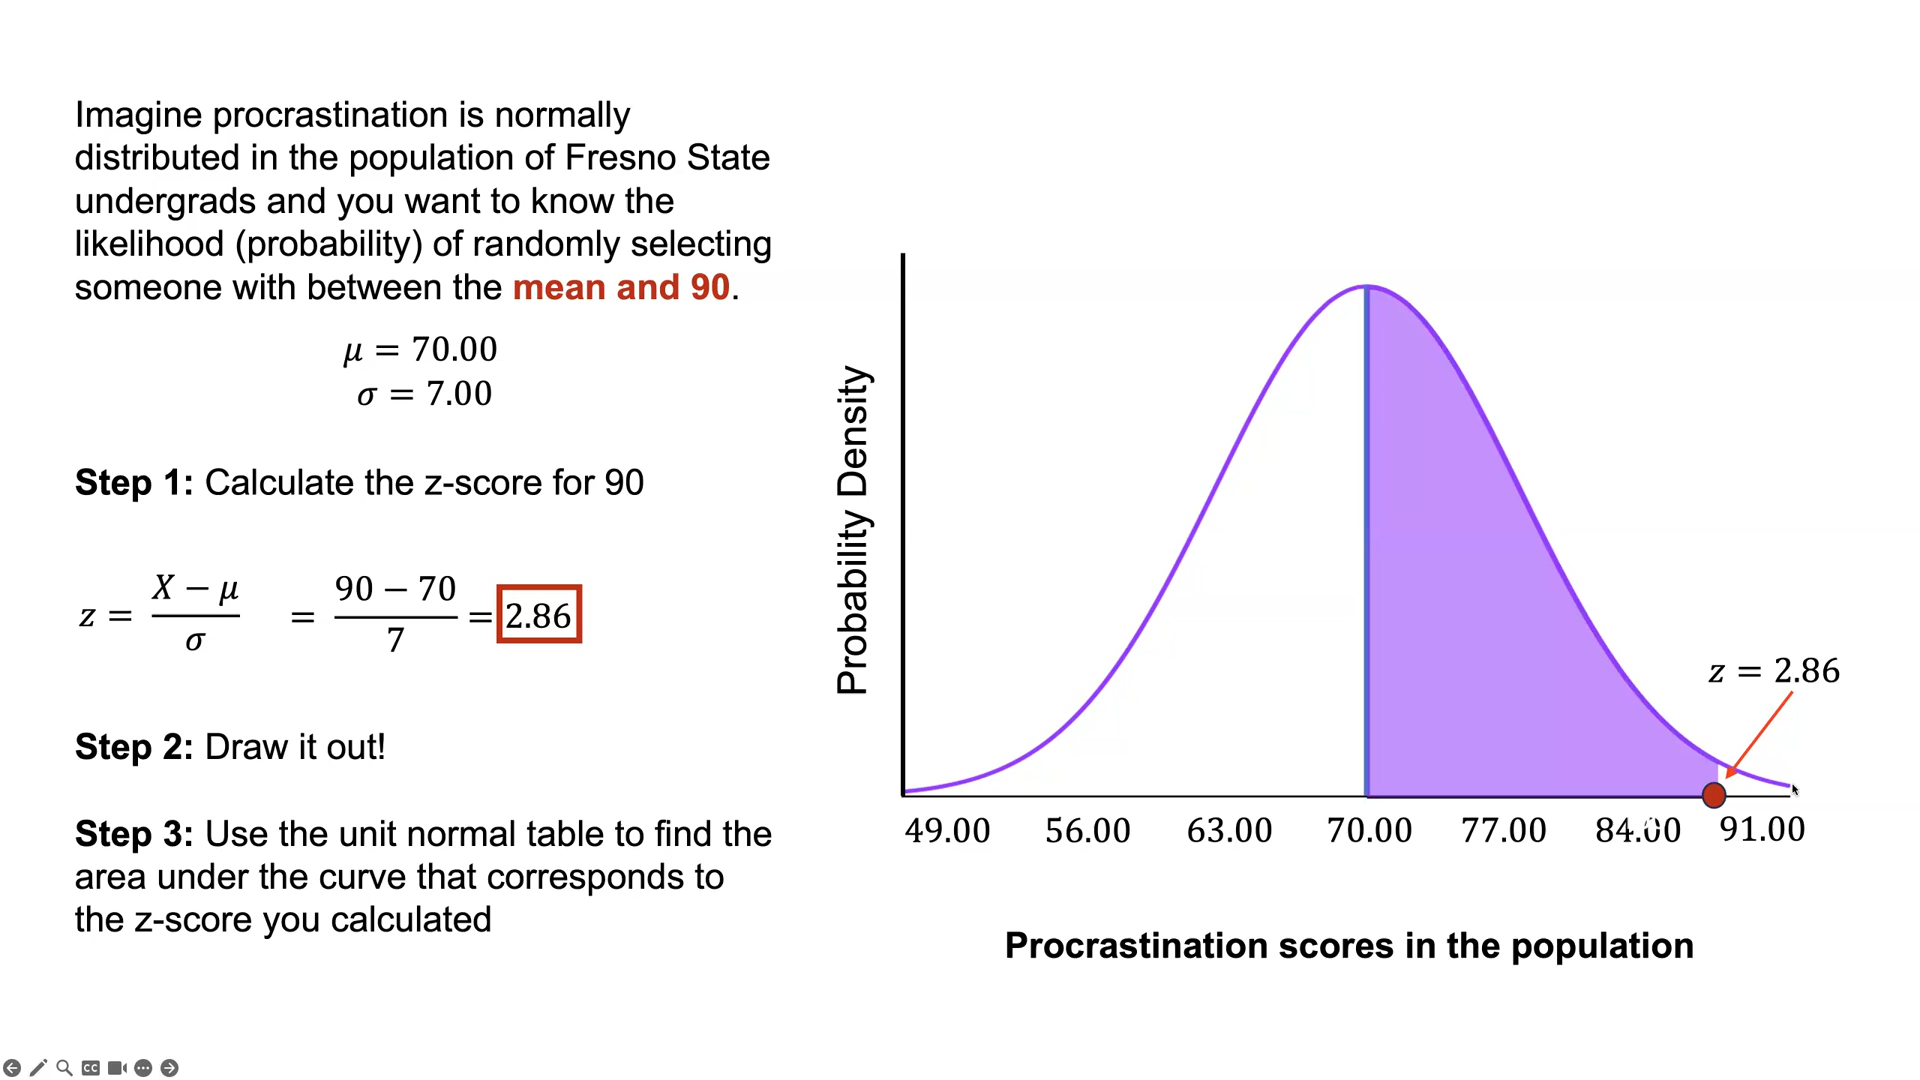 Imagine procrastination is normally
distributed in the population of Fresno State
undergrads and you want to know the
likelihood (probability) of randomly selecting
someone with between the mean and 90.
μ = 70.00
σ = 7.00
Step 1: Calculate the z-score for 90
z = (X − μ)/σ = (90 − 70)/7 = 2.86
Step 2: Draw it out!
Step 3: Use the unit normal table to find the
area under the curve that corresponds to
the z-score you calculated
Probability Density
z = 2.86
49.00 56.00 63.00 70.00 77.00 84.00 91.00
Procrastination scores in the population
CC